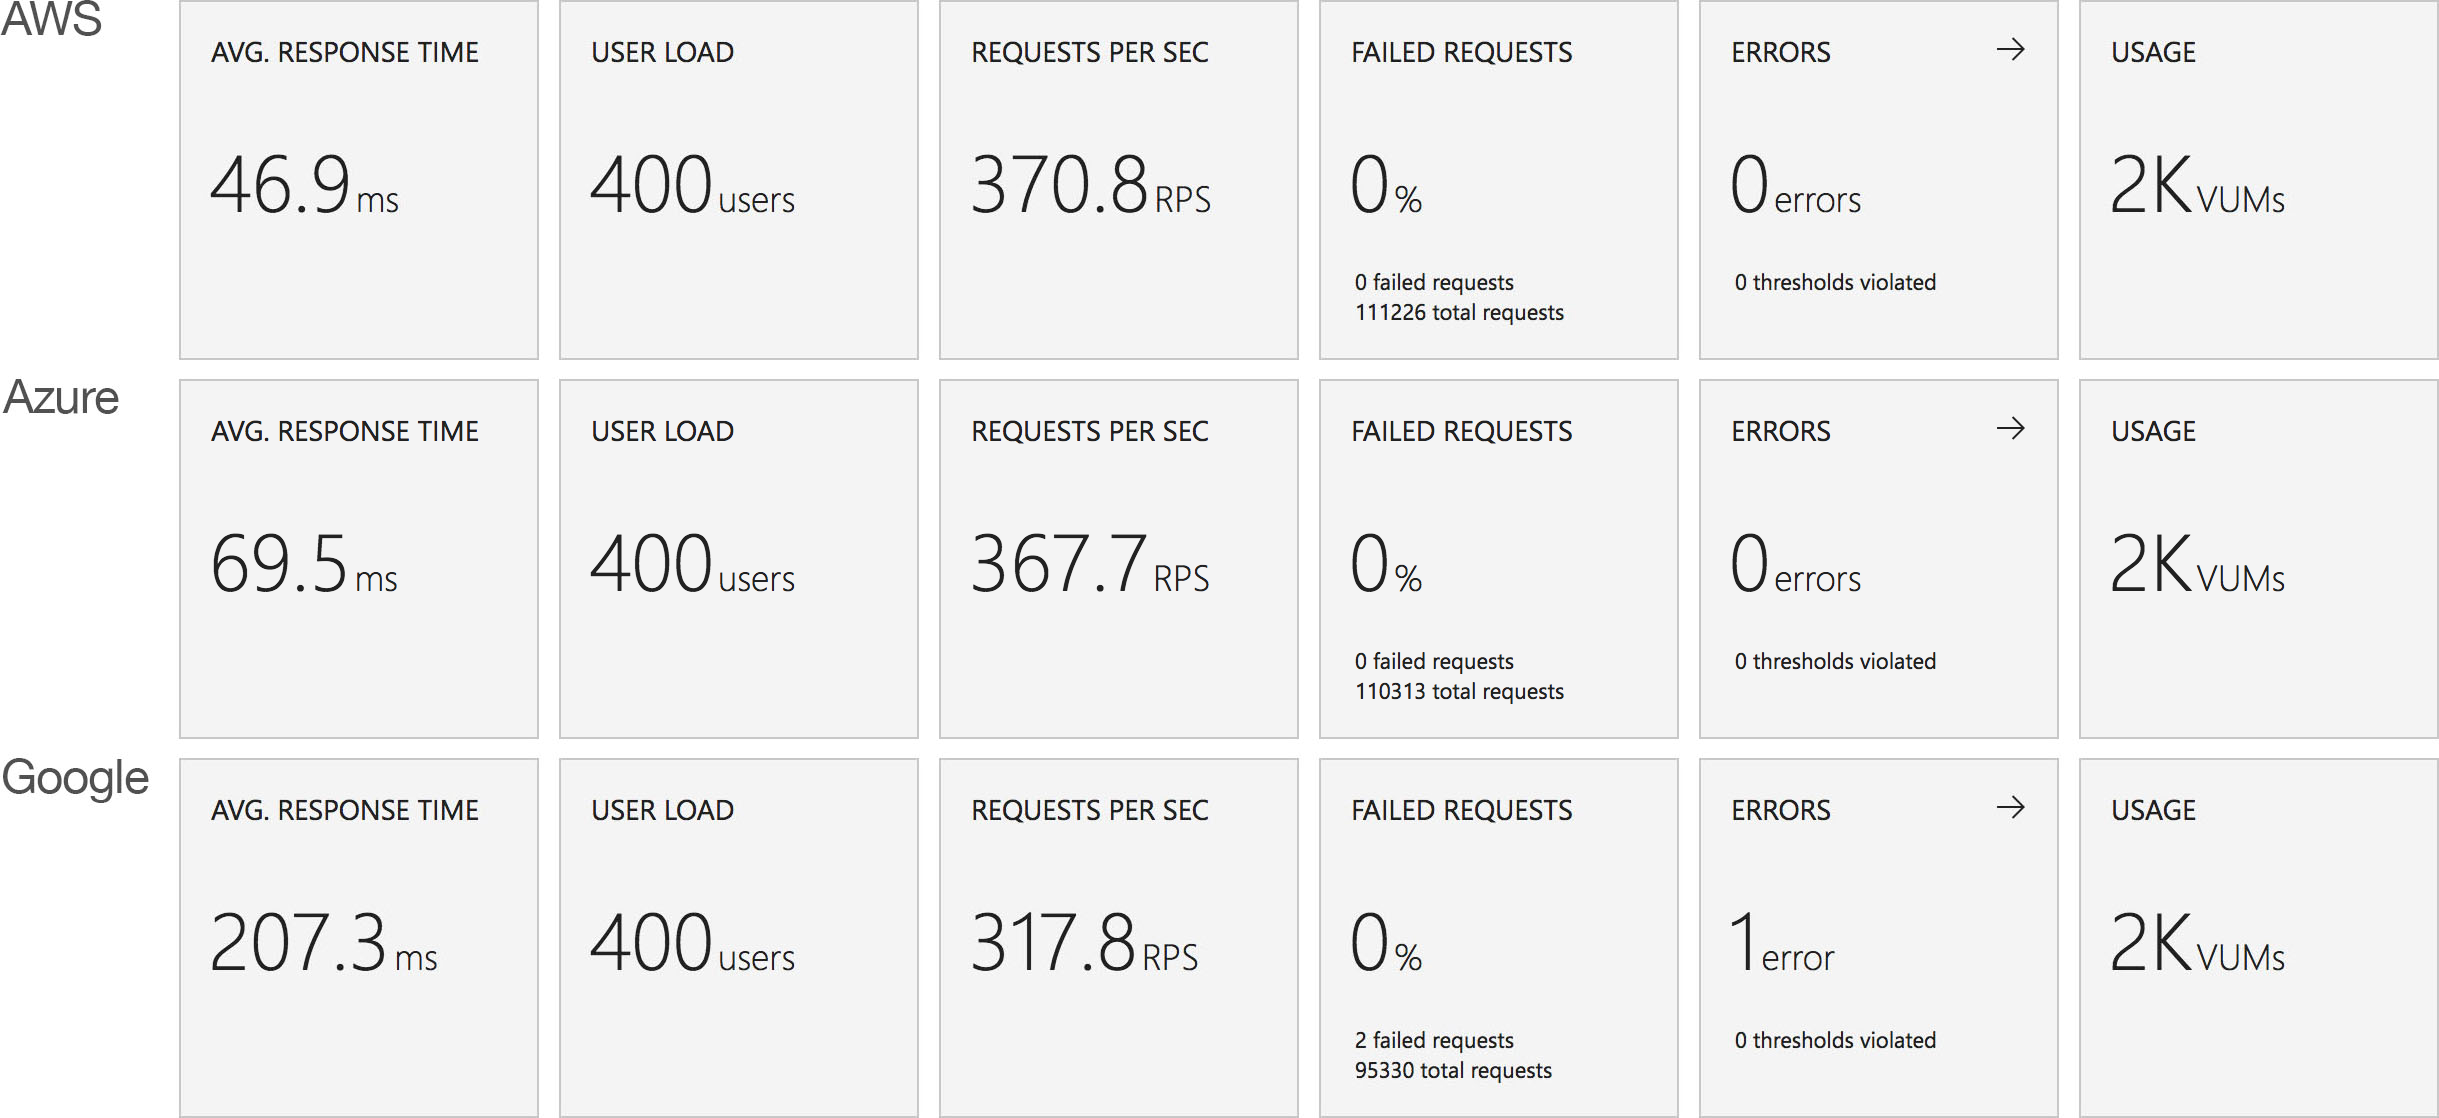 AWS
AVG. RESPONSE TIME
46.9 ms
USER LOAD
400 users
REQUESTS PER SEC
370.8 RPS
FAILED REQUESTS
0 %
0 failed requests
111226 total requests
ERRORS →
0 errors
0 thresholds violated
USAGE
2K VUMs
Azure
AVG. RESPONSE TIME
69.5 ms
USER LOAD
400 users
REQUESTS PER SEC
367.7 RPS
FAILED REQUESTS
0 %
0 failed requests
110313 total requests
ERRORS →
0 errors
0 thresholds violated
USAGE
2K VUMs
Google
AVG. RESPONSE TIME
207.3 ms
USER LOAD
400 users
REQUESTS PER SEC
317.8 RPS
FAILED REQUESTS
0 %
2 failed requests
95330 total requests
ERRORS →
1 error
0 thresholds violated
USAGE
2K VUMs